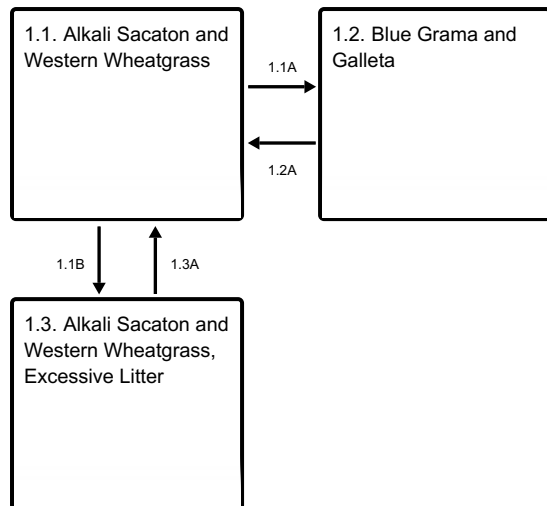 1.1. Alkali Sacaton and
Western Wheatgrass
1.1A
1.2. Blue Grama and
Galleta
1.2A
1.1B
1.3A
1.3. Alkali Sacaton and
Western Wheatgrass,
Excessive Litter